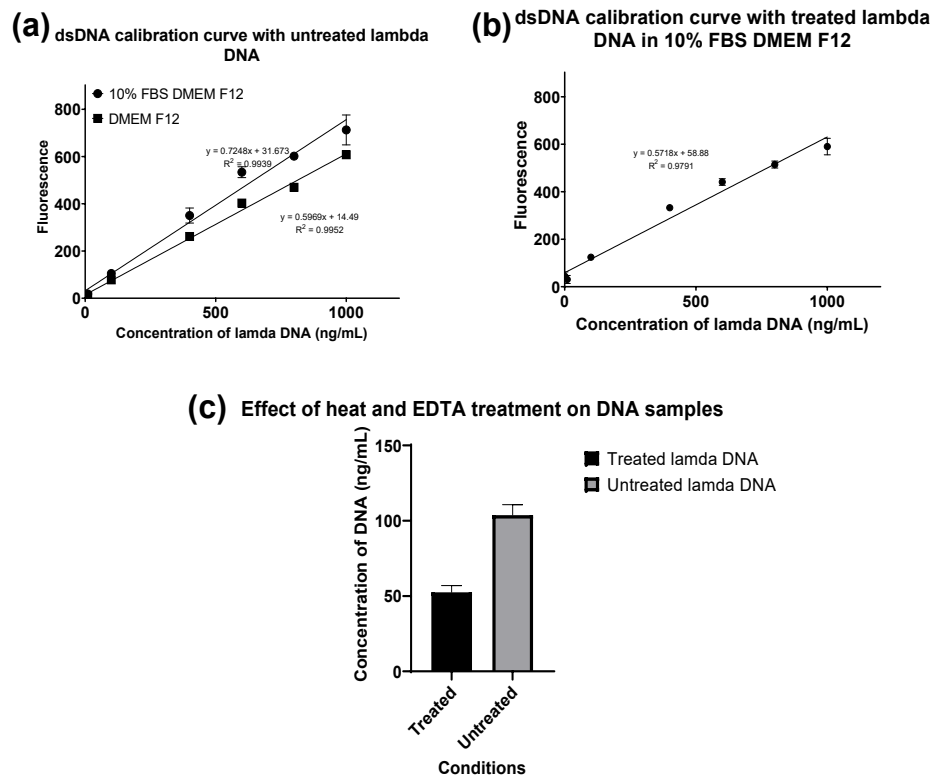 (a)
dsDNA calibration curve with untreated lambda
DNA
10% FBS DMEM F12
DMEM F12
y = 0.7248x + 31.673
R² = 0.9939
y = 0.5969x + 14.49
R² = 0.9952
Fluorescence
800
600
400
200
0
0
500
1000
Concentration of lamda DNA (ng/mL)
(b)
dsDNA calibration curve with treated lambda
DNA in 10% FBS DMEM F12
y = 0.5718x + 58.88
R² = 0.9791
Fluorescence
800
600
400
200
0
0
500
1000
Concentration of lamda DNA (ng/mL)
(c)
Effect of heat and EDTA treatment on DNA samples
Concentration of DNA (ng/mL)
150
100
50
0
Treated
Untreated
Conditions
Treated lamda DNA
Untreated lamda DNA